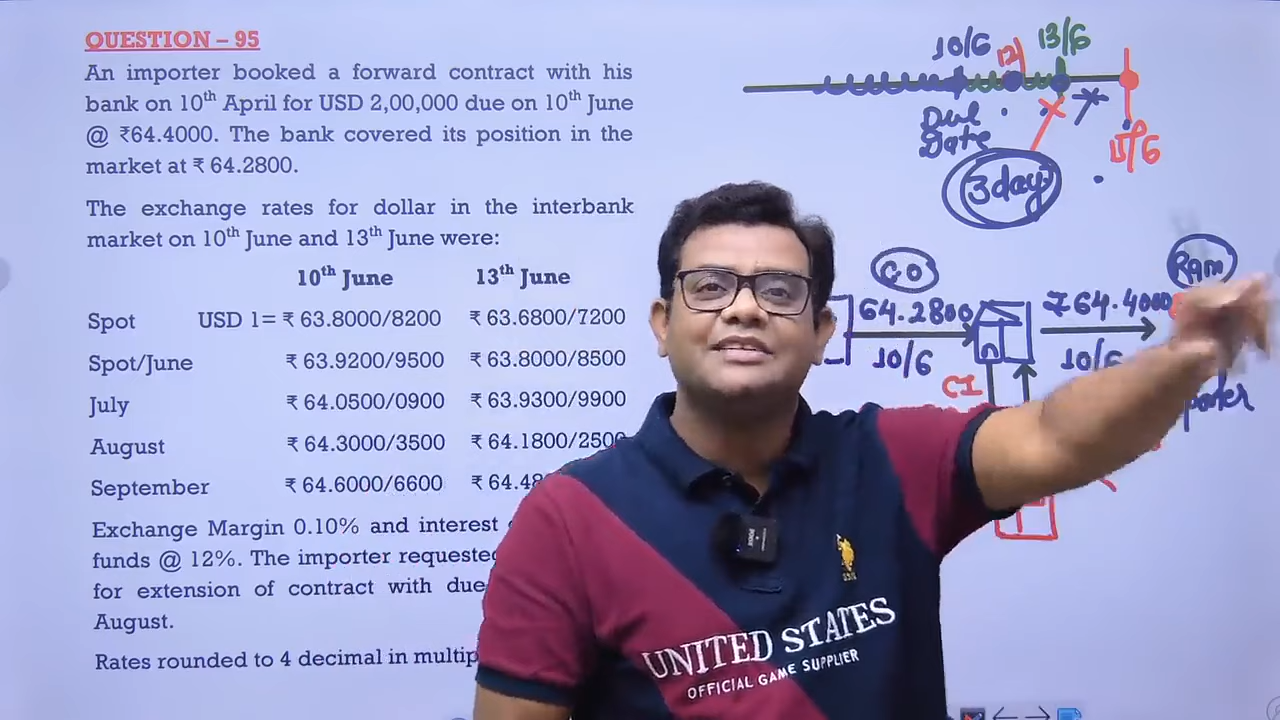 QUESTION – 95
An importer booked a forward contract with his
bank on 10th April for USD 2,00,000 due on 10th June
@ ₹64.4000. The bank covered its position in the
market at ₹ 64.2800.
The exchange rates for dollar in the interbank
market on 10th June and 13th June were:
10th June 13th June
Spot USD 1= ₹ 63.8000/8200 ₹ 63.6800/7200
Spot/June ₹ 63.9200/9500 ₹ 63.8000/8500
July ₹ 64.0500/0900 ₹ 63.9300/9900
August ₹ 64.3000/3500 ₹ 64.1800/2500
September ₹ 64.6000/6600 ₹ 64.48
Exchange Margin 0.10% and interest
funds @ 12%. The importer requested
for extension of contract with due
August.
Rates rounded to 4 decimal in multip
10/6 12 13/6
Due
Date
15/6
3 days
CO
Ram
64.2800 ₹64.4000
10/6 10/6
CI
UNITED STATES
OFFICIAL GAME SUPPLIER